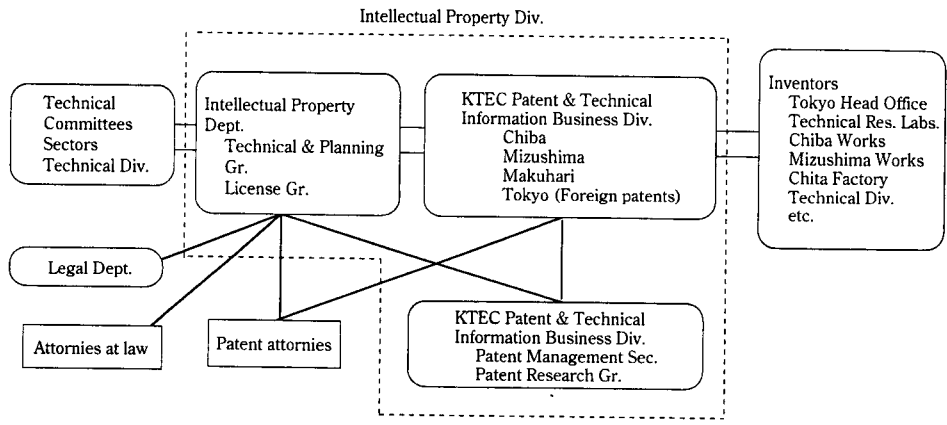 Intellectual Property Div.
Technical
Committees
Sectors
Technical Div.
Intellectual Property
Dept.
Technical & Planning
Gr.
License Gr.
KTEC Patent & Technical
Information Business Div.
Chiba
Mizushima
Makuhari
Tokyo (Foreign patents)
Inventors
Tokyo Head Office
Technical Res. Labs.
Chiba Works
Mizushima Works
Chita Factory
Technical Div.
etc.
Legal Dept.
Attornies at law
Patent attornies
KTEC Patent & Technical
Information Business Div.
Patent Management Sec.
Patent Research Gr.